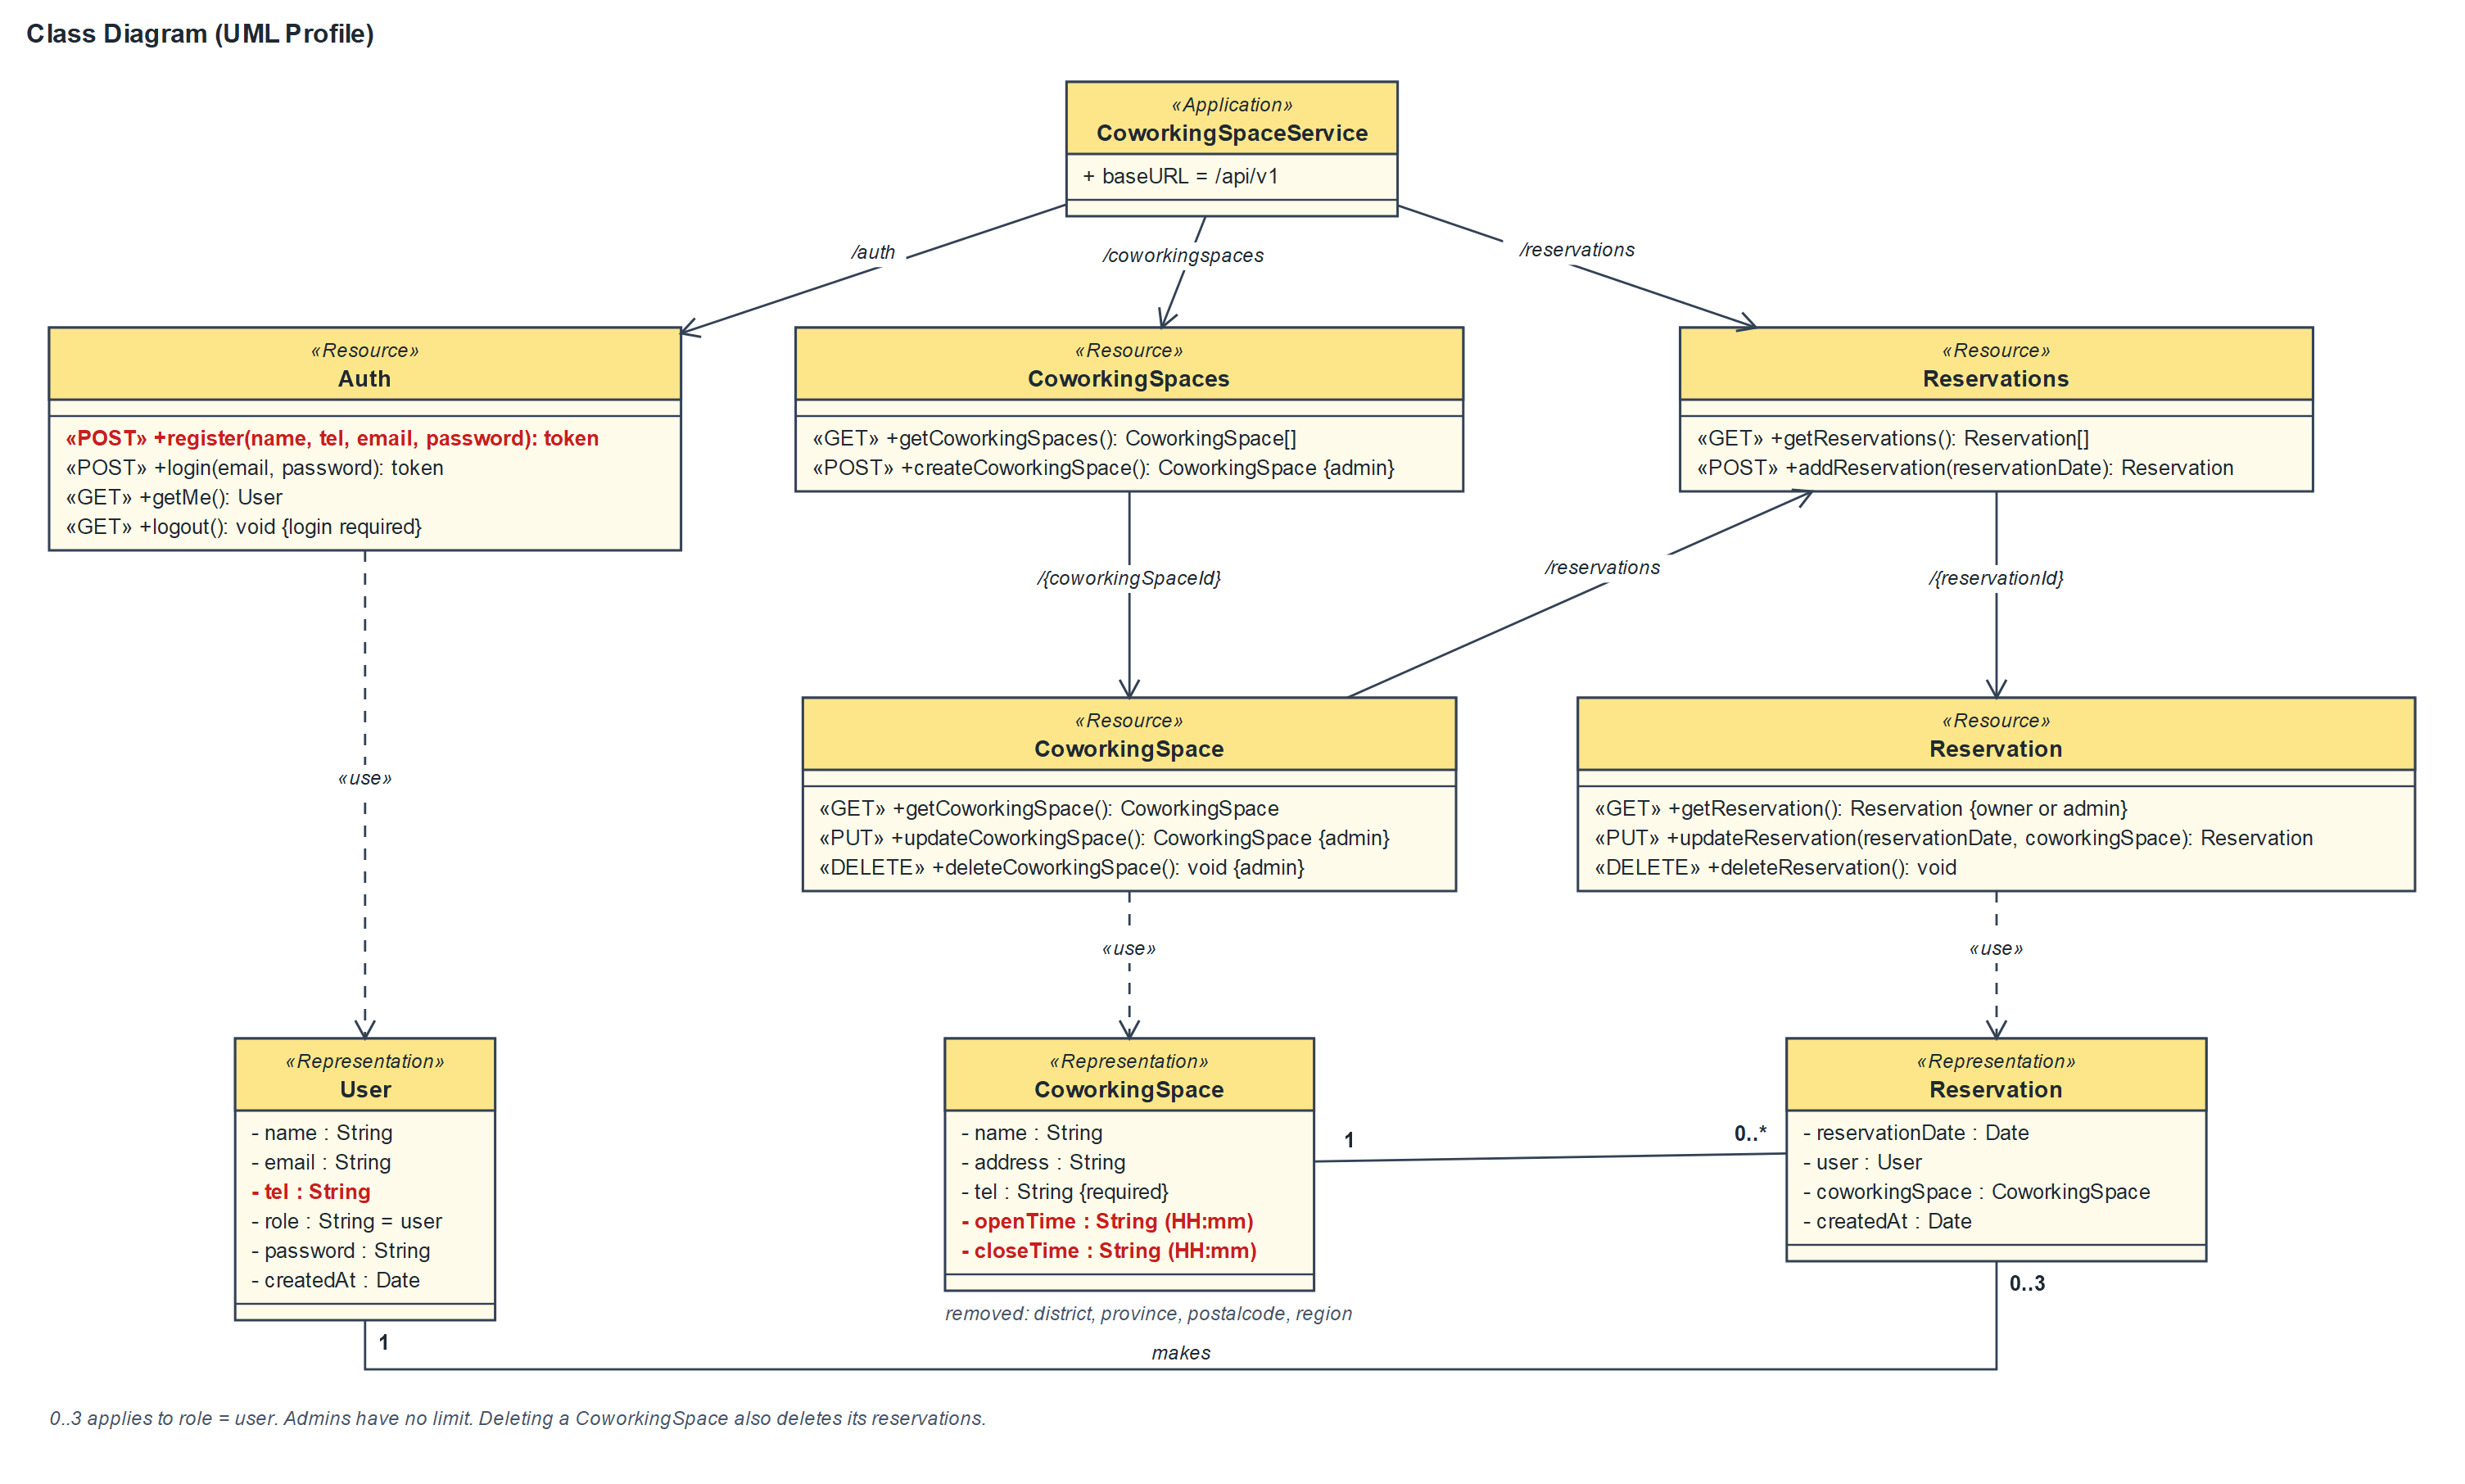 Class Diagram (UML Profile)
«Application»
CoworkingSpaceService
+ baseURL = /api/v1
/auth
/coworkingspaces
/reservations
«Resource»
Auth
«POST» +register(name, tel, email, password): token
«POST» +login(email, password): token
«GET» +getMe(): User
«GET» +logout(): void {login required}
«Resource»
CoworkingSpaces
«GET» +getCoworkingSpaces(): CoworkingSpace[]
«POST» +createCoworkingSpace(): CoworkingSpace {admin}
«Resource»
Reservations
«GET» +getReservations(): Reservation[]
«POST» +addReservation(reservationDate): Reservation
/{coworkingSpaceId}
/reservations
/{reservationId}
«Resource»
CoworkingSpace
«GET» +getCoworkingSpace(): CoworkingSpace
«PUT» +updateCoworkingSpace(): CoworkingSpace {admin}
«DELETE» +deleteCoworkingSpace(): void {admin}
«Resource»
Reservation
«GET» +getReservation(): Reservation {owner or admin}
«PUT» +updateReservation(reservationDate, coworkingSpace): Reservation
«DELETE» +deleteReservation(): void
«use»
«use»
«use»
«Representation»
User
- name : String
- email : String
- tel : String
- role : String = user
- password : String
- createdAt : Date
«Representation»
CoworkingSpace
- name : String
- address : String
- tel : String {required}
- openTime : String (HH:mm)
- closeTime : String (HH:mm)
removed: district, province, postalcode, region
1
0..*
«Representation»
Reservation
- reservationDate : Date
- user : User
- coworkingSpace : CoworkingSpace
- createdAt : Date
0..3
1
makes
0..3 applies to role = user. Admins have no limit. Deleting a CoworkingSpace also deletes its reservations.